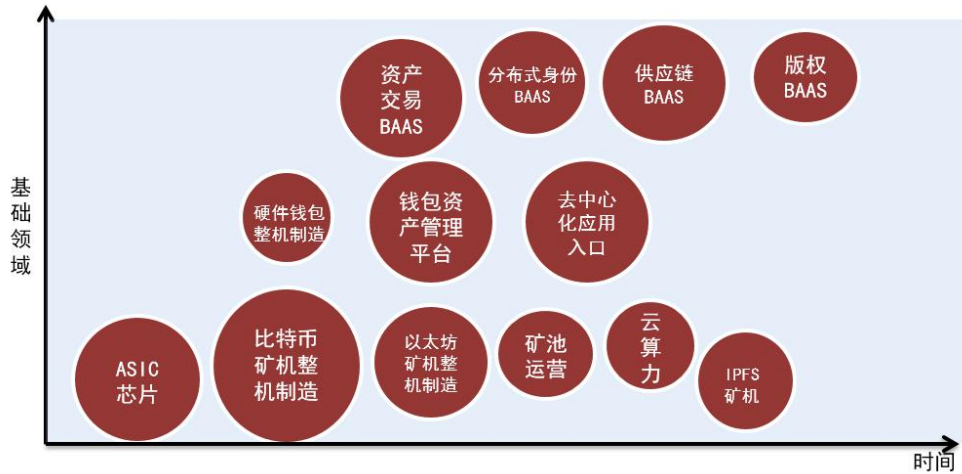 资产
交易
BAAS
分布式身份
BAAS
供应链
BAAS
版权
BAAS
基础领域
硬件钱包
整机制造
钱包资
产管理
平台
去中心
化应用
入口
ASIC
芯片
比特币
矿机整
机制造
以太坊
矿机整
机制造
矿池
运营
云
算
力
IPFS
矿机
时间